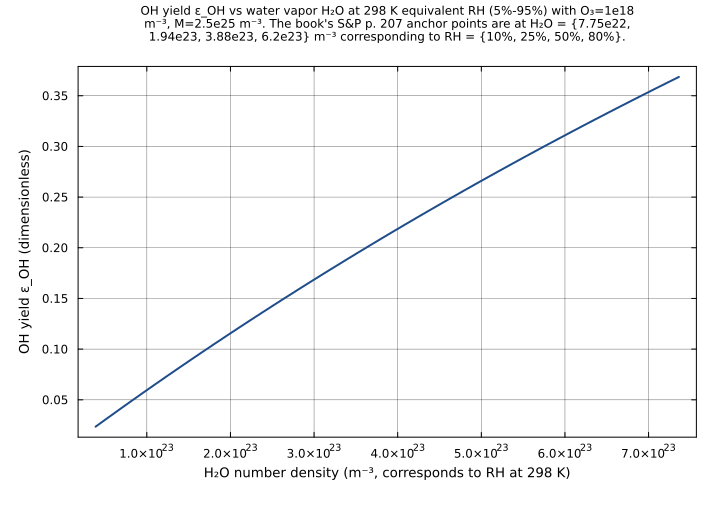 OH yield ε_OH vs water vapor H₂O at 298 K equivalent RH (5%-95%) with O₃=1e18
m⁻³, M=2.5e25 m⁻³. The book's S&P p. 207 anchor points are at H₂O = {7.75e22,
1.94e23, 3.88e23, 6.2e23} m⁻³ corresponding to RH = {10%, 25%, 50%, 80%}.
OH yield ε_OH (dimensionless)
0.35
0.30
0.25
0.20
0.15
0.10
0.05
1.0×10²³ 2.0×10²³ 3.0×10²³ 4.0×10²³ 5.0×10²³ 6.0×10²³ 7.0×10²³
H₂O number density (m⁻³, corresponds to RH at 298 K)